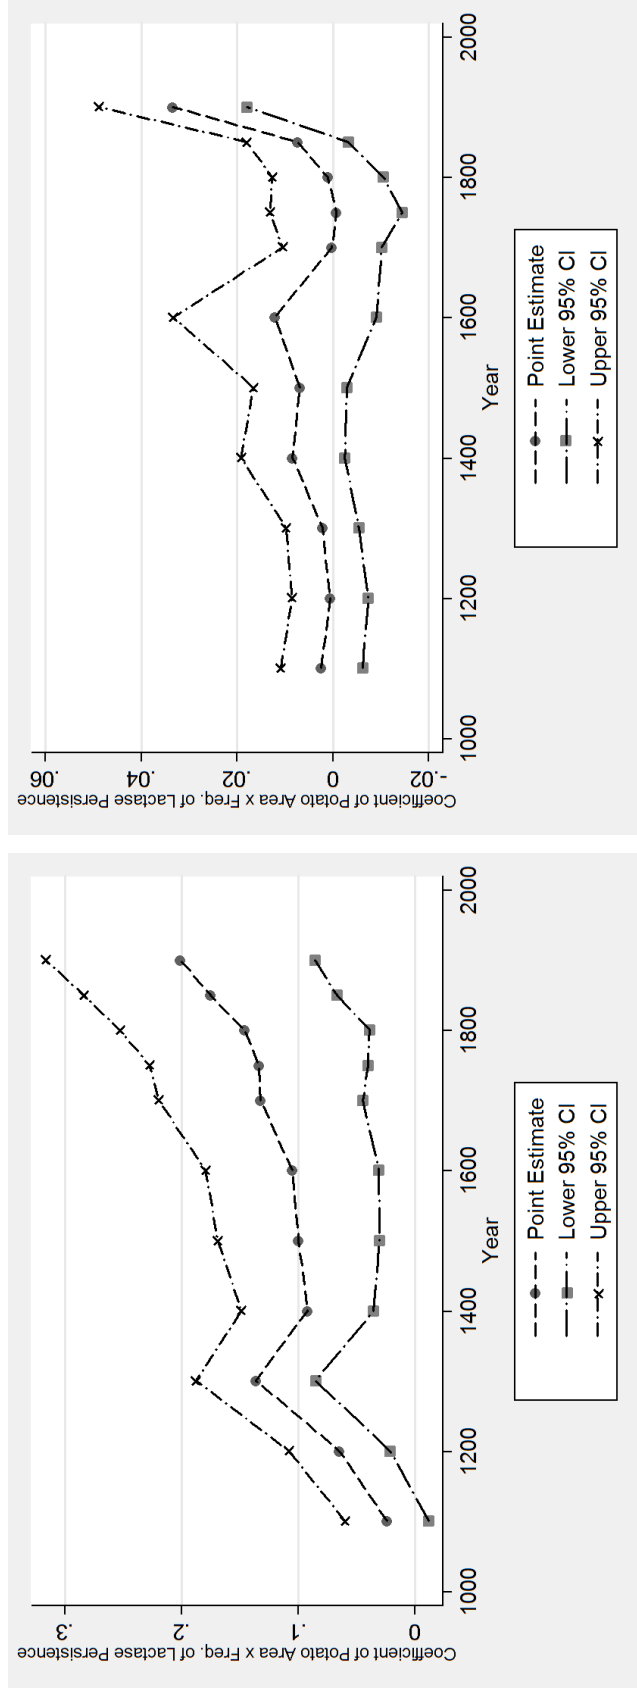 Coefficient of Potato Area x Freq. of Lactase Persistence
.3
.2
.1
0
1000
1200
1400
1600
1800
2000
Year
Point Estimate
Lower 95% CI
Upper 95% CI
Coefficient of Potato Area x Freq. of Lactase Persistence
.06
.04
.02
0
-.02
1000
1200
1400
1600
1800
2000
Year
Point Estimate
Lower 95% CI
Upper 95% CI